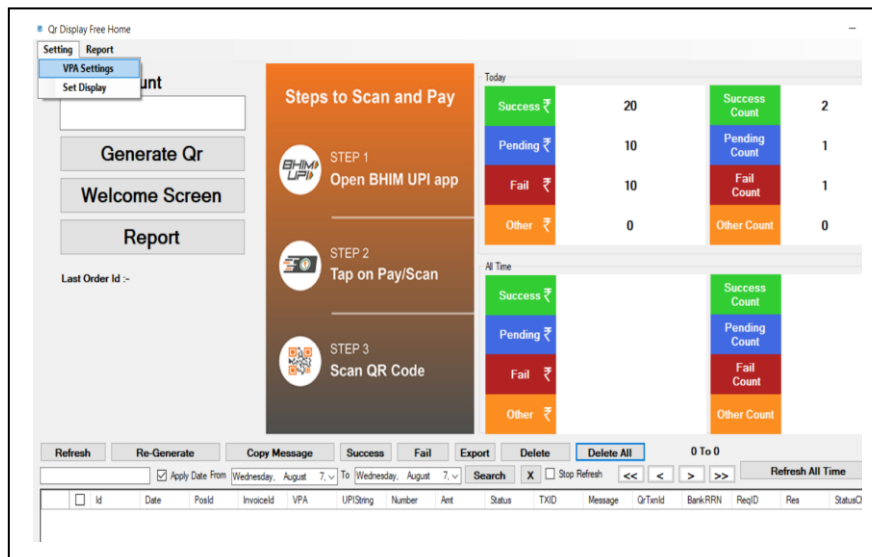 Qr Display Free Home
Setting Report
VPA Settings
Set Display
unt
Generate Qr
Welcome Screen
Report
Last Order Id :-
Steps to Scan and Pay
BHIM UPI
STEP 1
Open BHIM UPI app
STEP 2
Tap on Pay/Scan
STEP 3
Scan QR Code
Today
Success ₹ 20 Success Count 2
Pending ₹ 10 Pending Count 1
Fail ₹ 10 Fail Count 1
Other ₹ 0 Other Count 0
All Time
Success ₹ Success Count
Pending ₹ Pending Count
Fail ₹ Fail Count
Other ₹ Other Count
Refresh Re-Generate Copy Message Success Fail Export Delete Delete All 0 To 0
Apply Date From Wednesday, August 7, To Wednesday, August 7, Search X Stop Refresh << < > >> Refresh All Time
Id Date PosId InvoiceId VPA UPIString Number Amt Status TXID Message QrTxnId BankRRN ReqID Res